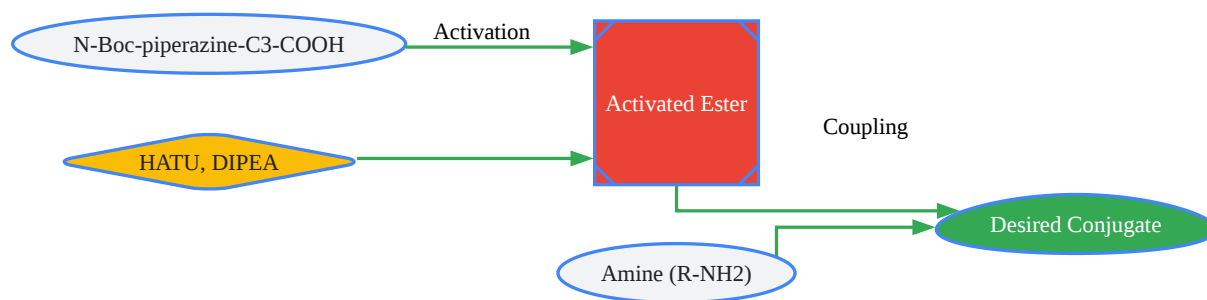 N-Boc-piperazine-C3-COOH
Activation
HATU, DIPEA
Activated Ester
Coupling
Amine (R-NH2)
Desired Conjugate